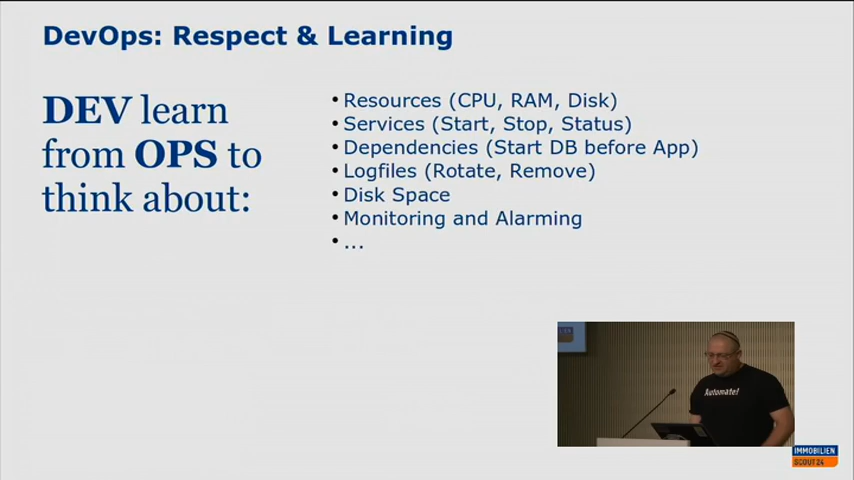 DevOps: Respect & Learning
DEV learn
from OPS to
think about:
• Resources (CPU, RAM, Disk)
• Services (Start, Stop, Status)
• Dependencies (Start DB before App)
• Logfiles (Rotate, Remove)
• Disk Space
• Monitoring and Alarming
• ...
Automate!
IMMOBILIEN
SCOUT24